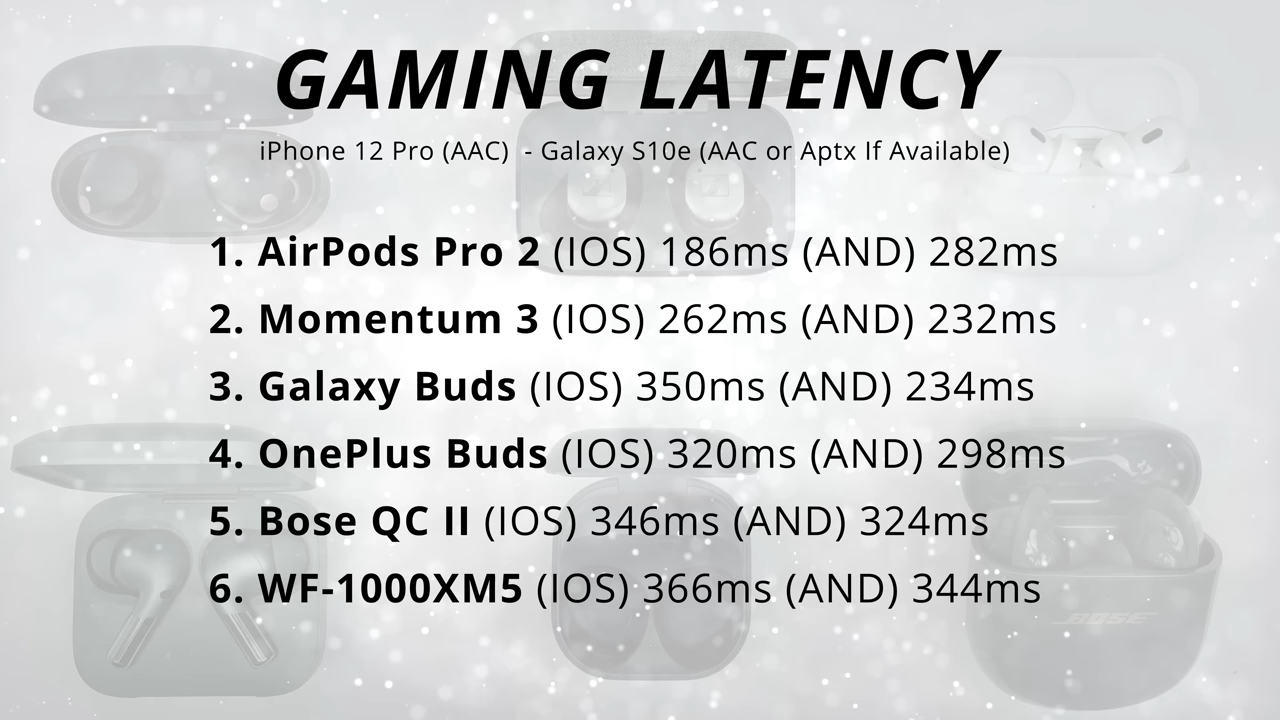 GAMING LATENCY
iPhone 12 Pro (AAC) - Galaxy S10e (AAC or Aptx If Available)
1. AirPods Pro 2 (IOS) 186ms (AND) 282ms
2. Momentum 3 (IOS) 262ms (AND) 232ms
3. Galaxy Buds (IOS) 350ms (AND) 234ms
4. OnePlus Buds (IOS) 320ms (AND) 298ms
5. Bose QC II (IOS) 346ms (AND) 324ms
6. WF-1000XM5 (IOS) 366ms (AND) 344ms
BOSE